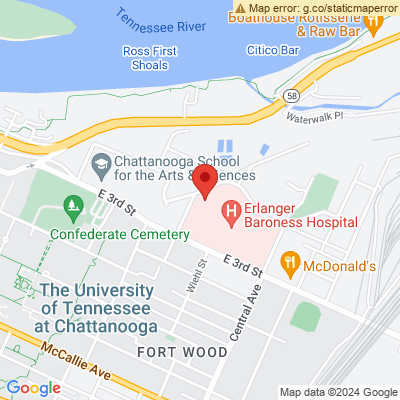 Map error: g.co/staticmaperror
Boathouse Rotisserie
& Raw Bar
Tennessee River
Ross First
Shoals
Citico Bar
58
Waterwalk Pl
Chattanooga School
for the Arts & Sciences
E 3rd St
Confederate Cemetery
Erlanger
Baroness Hospital
E 3rd St
McDonald's
Wiehl St
Central Ave
The University
of Tennessee
at Chattanooga
McCallie Ave
FORT WOOD
Google
Map data ©2024 Google